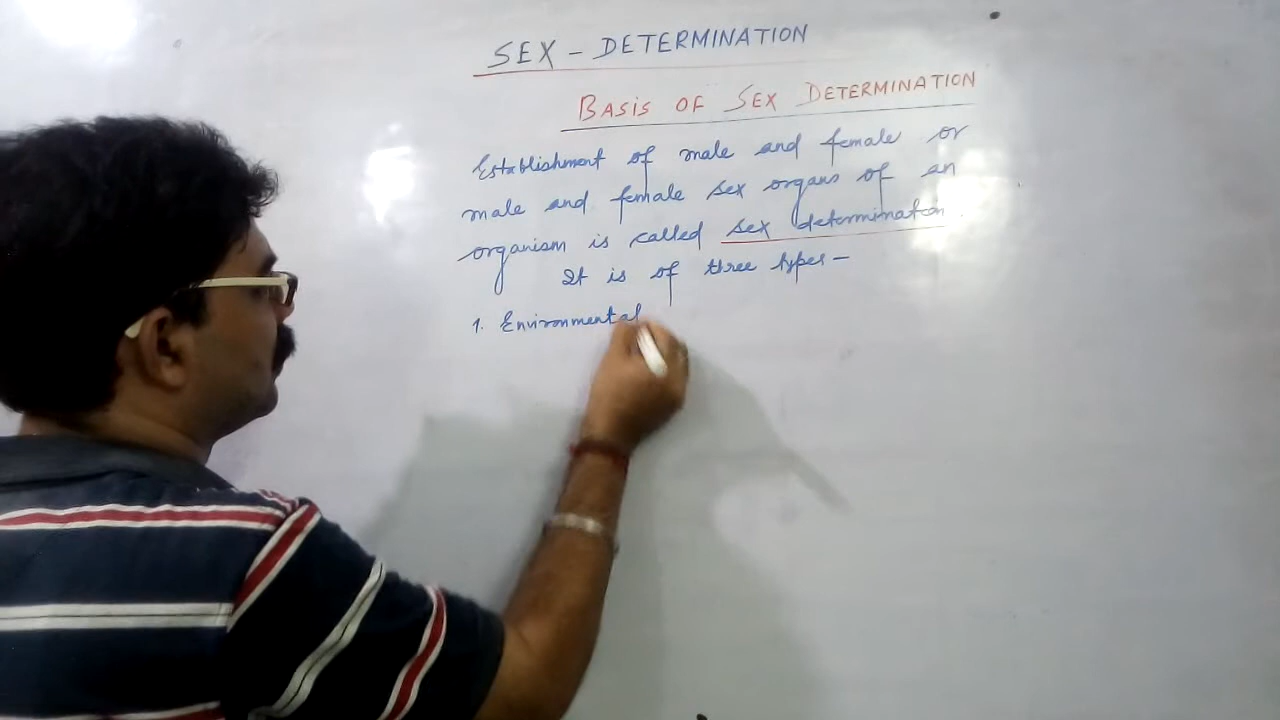 SEX - DETERMINATION
BASIS OF SEX DETERMINATION
Establishment of male and female or
male and female sex organs of an
organism is called sex determination.
It is of three types -
1. Environmental